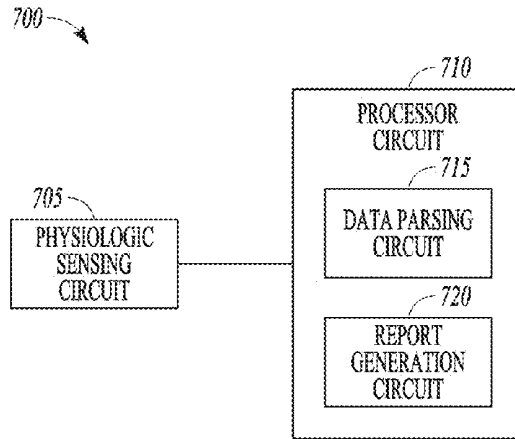 700
710
PROCESSOR
CIRCUIT
715
DATA PARSING
CIRCUIT
705
PHYSIOLOGIC
SENSING
CIRCUIT
720
REPORT
GENERATION
CIRCUIT